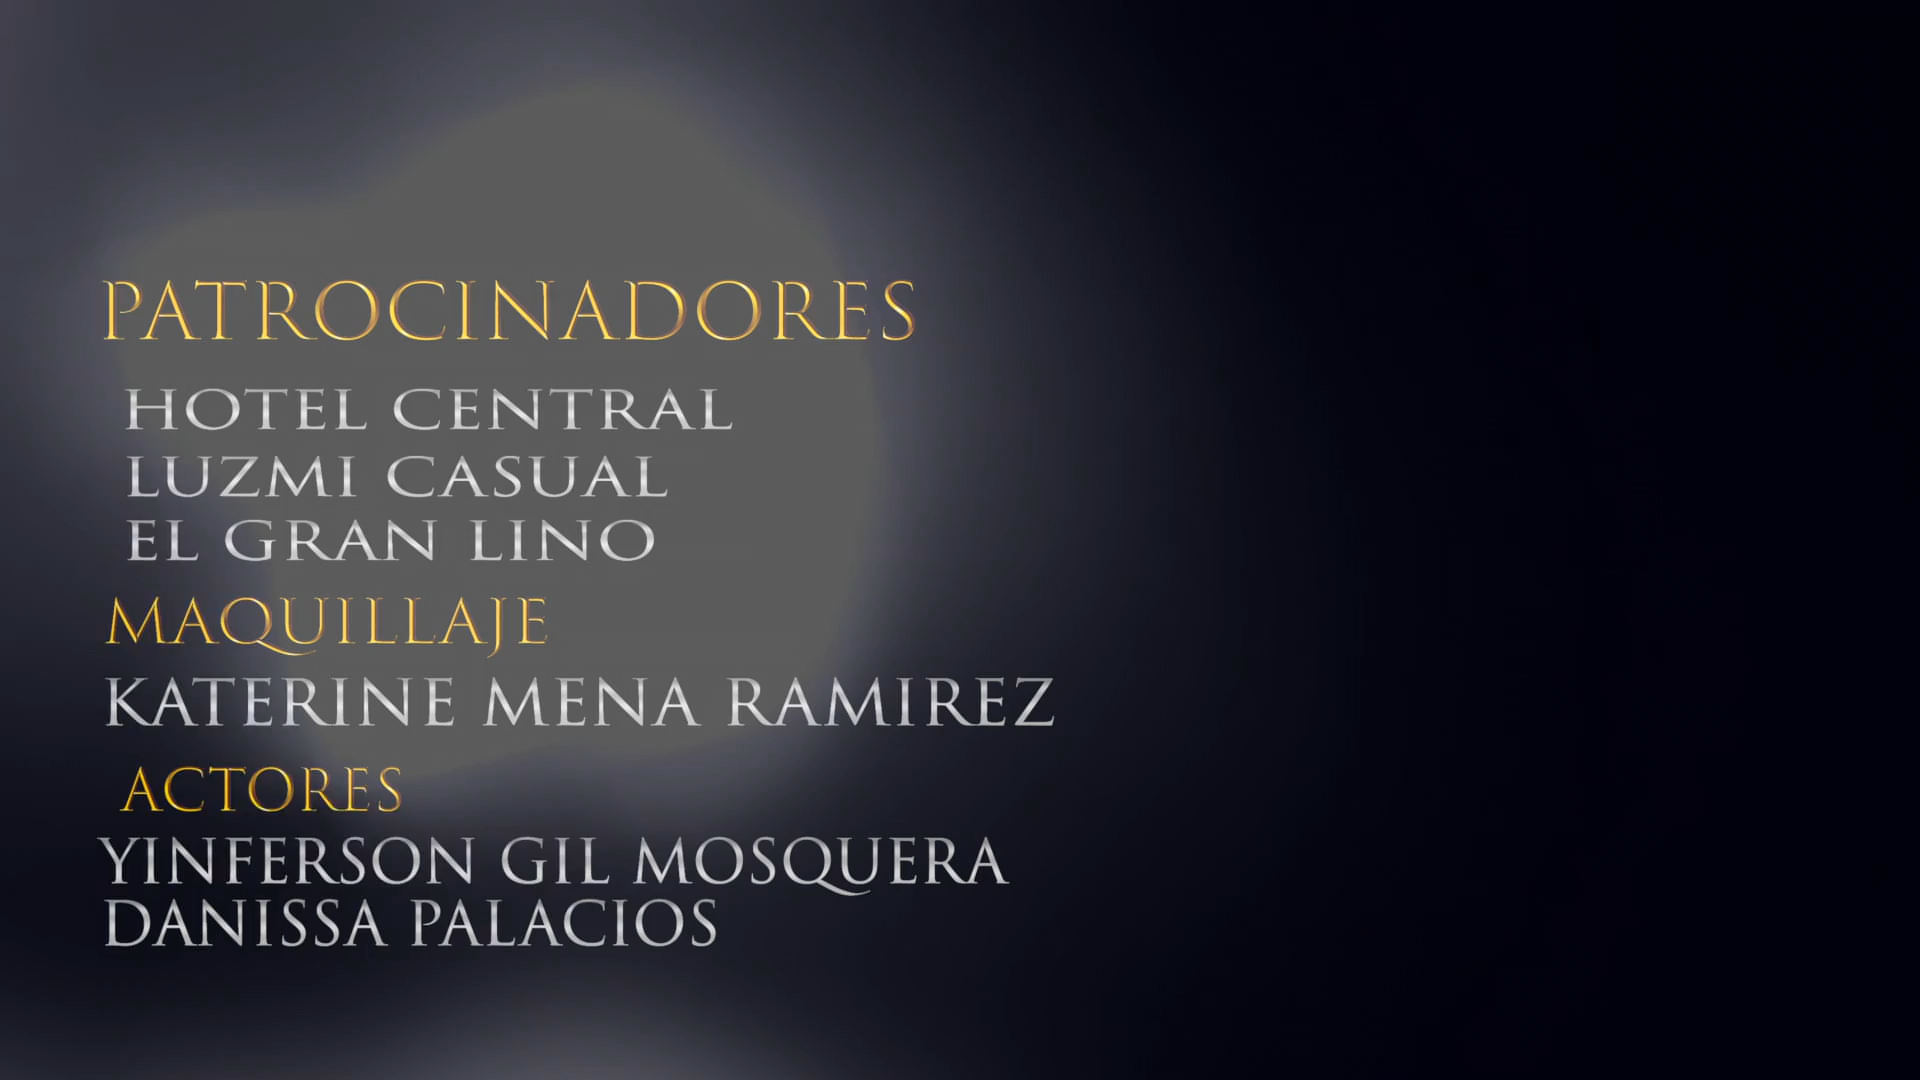 PATROCINADORES
HOTEL CENTRAL
LUZMI CASUAL
EL GRAN LINO
MAQUILLAJE
KATERINE MENA RAMIREZ
ACTORES
YINFERSON GIL MOSQUERA
DANISSA PALACIOS